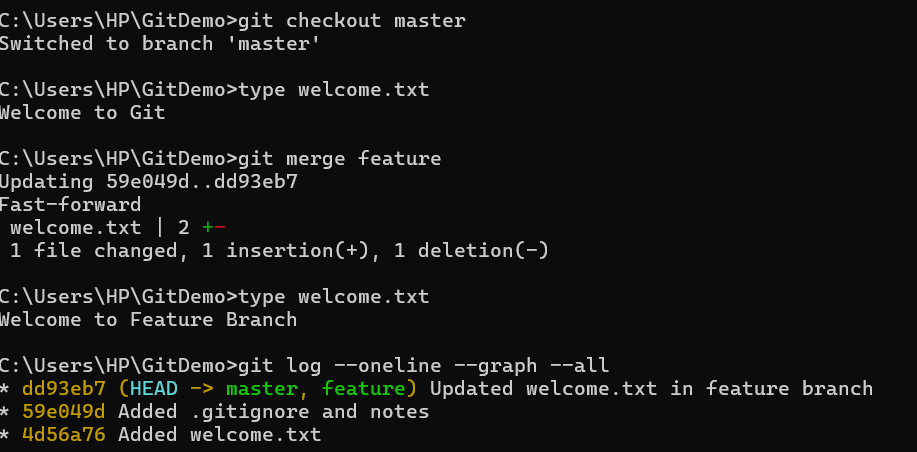 C:\Users\HP\GitDemo>git checkout master
Switched to branch 'master'
C:\Users\HP\GitDemo>type welcome.txt
Welcome to Git
C:\Users\HP\GitDemo>git merge feature
Updating 59e049d..dd93eb7
Fast-forward
 welcome.txt | 2 +-
 1 file changed, 1 insertion(+), 1 deletion(-)
C:\Users\HP\GitDemo>type welcome.txt
Welcome to Feature Branch
C:\Users\HP\GitDemo>git log --oneline --graph --all
* dd93eb7 (HEAD -> master, feature) Updated welcome.txt in feature branch
* 59e049d Added .gitignore and notes
* 4d56a76 Added welcome.txt